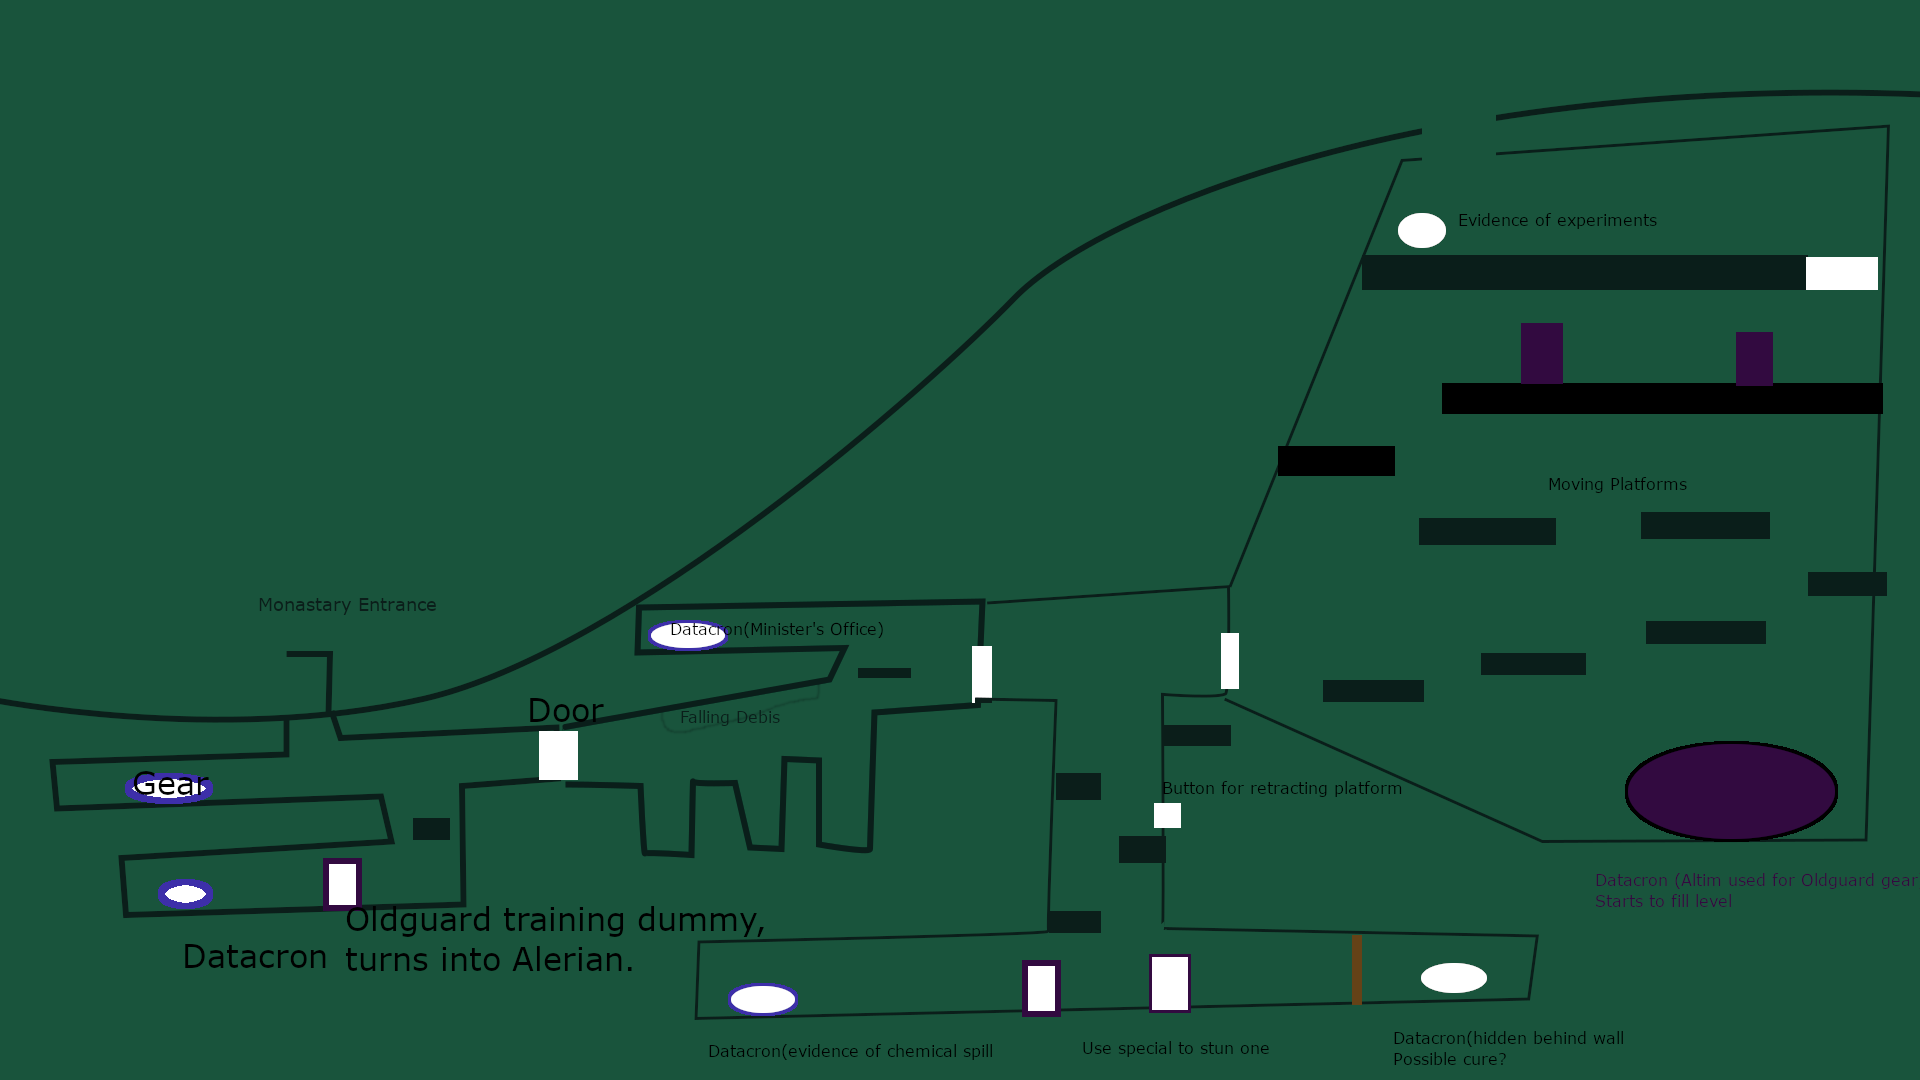 Evidence of experiments
Moving Platforms
Monastary Entrance
Datacron(Minister's Office)
Door
Falling Debis
Gear
Button for retracting platform
Datacron (Altim used for Oldguard gear
Starts to fill level
Oldguard training dummy,
turns into Alerian.
Datacron
Datacron(evidence of chemical spill
Use special to stun one
Datacron(hidden behind wall
Possible cure?